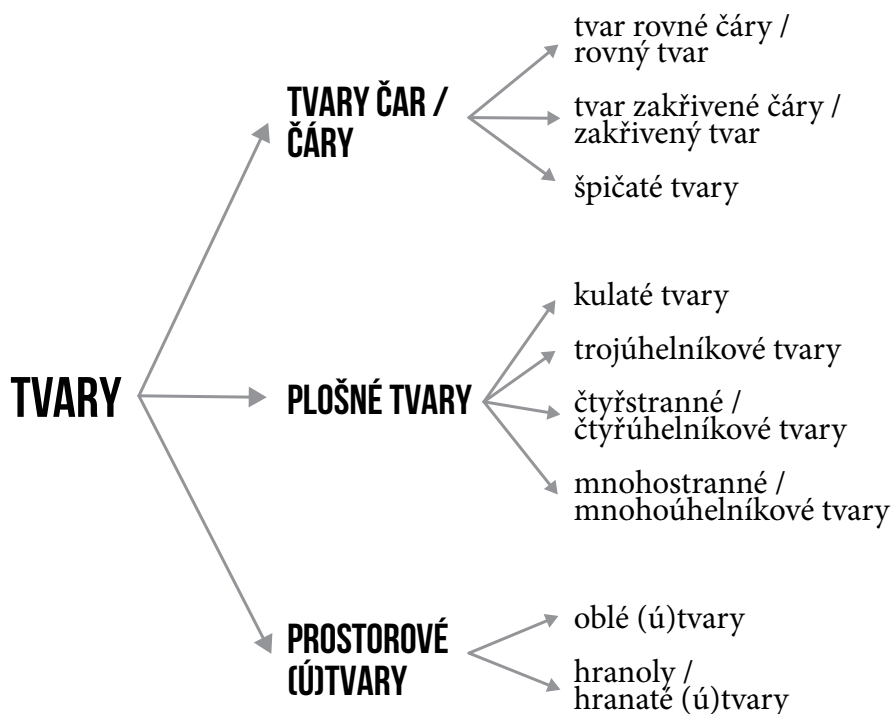 TVARY
TVARY ČAR /
ČÁRY
tvar rovné čáry /
rovný tvar
tvar zakřivené čáry /
zakřivený tvar
špičaté tvary
PLOŠNÉ TVARY
kulaté tvary
trojúhelníkové tvary
čtyřstranné /
čtyřúhelníkové tvary
mnohostranné /
mnohoúhelníkové tvary
PROSTOROVÉ
(Ú)TVARY
oblé (ú)tvary
hranoly /
hranaté (ú)tvary